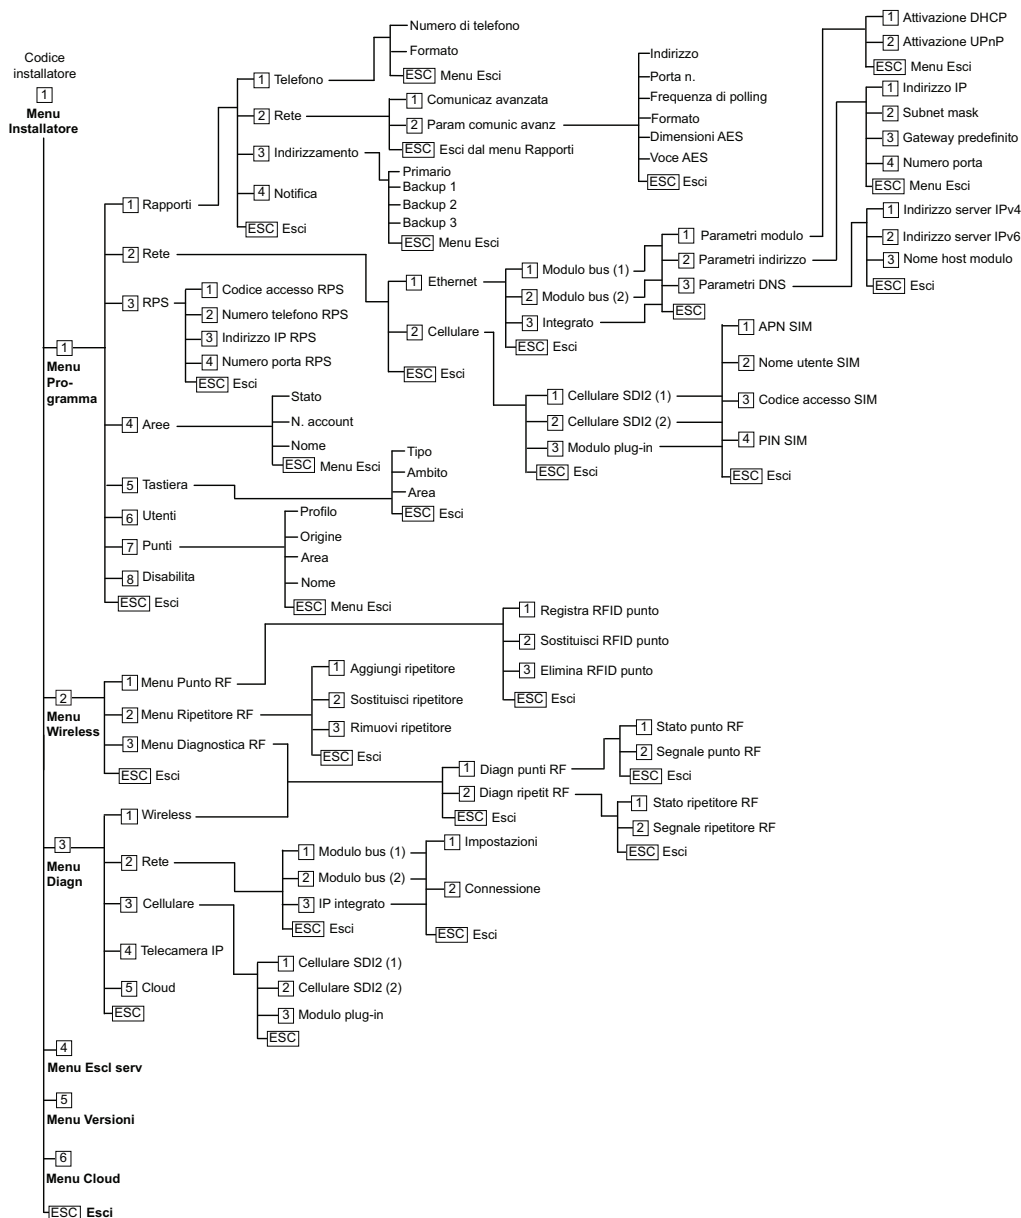 Codice
installatore
1
Menu
Installatore
1
Menu
Pro-
gramma
1 Rapporti
1 Telefono
Numero di telefono
Formato
ESC Menu Esci
2 Rete
1 Comunicaz avanzata
2 Param comunic avanz
Indirizzo
Porta n.
Frequenza di polling
Formato
Dimensioni AES
Voce AES
ESC Esci
ESC Esci dal menu Rapporti
3 Indirizzamento
Primario
Backup 1
Backup 2
Backup 3
ESC Menu Esci
4 Notifica
ESC Esci
2 Rete
1 Ethernet
1 Modulo bus (1)
2 Modulo bus (2)
3 Integrato
ESC Esci
1 Parametri modulo
1 Attivazione DHCP
2 Attivazione UPnP
ESC Menu Esci
2 Parametri indirizzo
1 Indirizzo IP
2 Subnet mask
3 Gateway predefinito
4 Numero porta
ESC Menu Esci
3 Parametri DNS
1 Indirizzo server IPv4
2 Indirizzo server IPv6
3 Nome host modulo
ESC Esci
ESC
2 Cellulare
1 Cellulare SDI2 (1)
2 Cellulare SDI2 (2)
3 Modulo plug-in
ESC Esci
1 APN SIM
2 Nome utente SIM
3 Codice accesso SIM
4 PIN SIM
ESC Esci
ESC Esci
3 RPS
1 Codice accesso RPS
2 Numero telefono RPS
3 Indirizzo IP RPS
4 Numero porta RPS
ESC Esci
4 Aree
Stato
N. account
Nome
ESC Menu Esci
5 Tastiera
Tipo
Ambito
Area
ESC Esci
6 Utenti
7 Punti
Profilo
Origine
Area
Nome
ESC Menu Esci
8 Disabilita
ESC Esci
2
Menu
Wireless
1 Menu Punto RF
1 Registra RFID punto
2 Sostituisci RFID punto
3 Elimina RFID punto
ESC Esci
2 Menu Ripetitore RF
1 Aggiungi ripetitore
2 Sostituisci ripetitore
3 Rimuovi ripetitore
ESC Esci
3 Menu Diagnostica RF
ESC Esci
1 Diagn punti RF
1 Stato punto RF
2 Segnale punto RF
ESC Esci
2 Diagn ripetit RF
1 Stato ripetitore RF
2 Segnale ripetitore RF
ESC Esci
ESC Esci
3
Menu
Diagn
1 Wireless
2 Rete
1 Modulo bus (1)
2 Modulo bus (2)
3 IP integrato
ESC Esci
1 Impostazioni
2 Connessione
ESC Esci
3 Cellulare
1 Cellulare SDI2 (1)
2 Cellulare SDI2 (2)
3 Modulo plug-in
ESC
4 Telecamera IP
5 Cloud
ESC
4
Menu Escl serv
5
Menu Versioni
6
Menu Cloud
ESC Esci